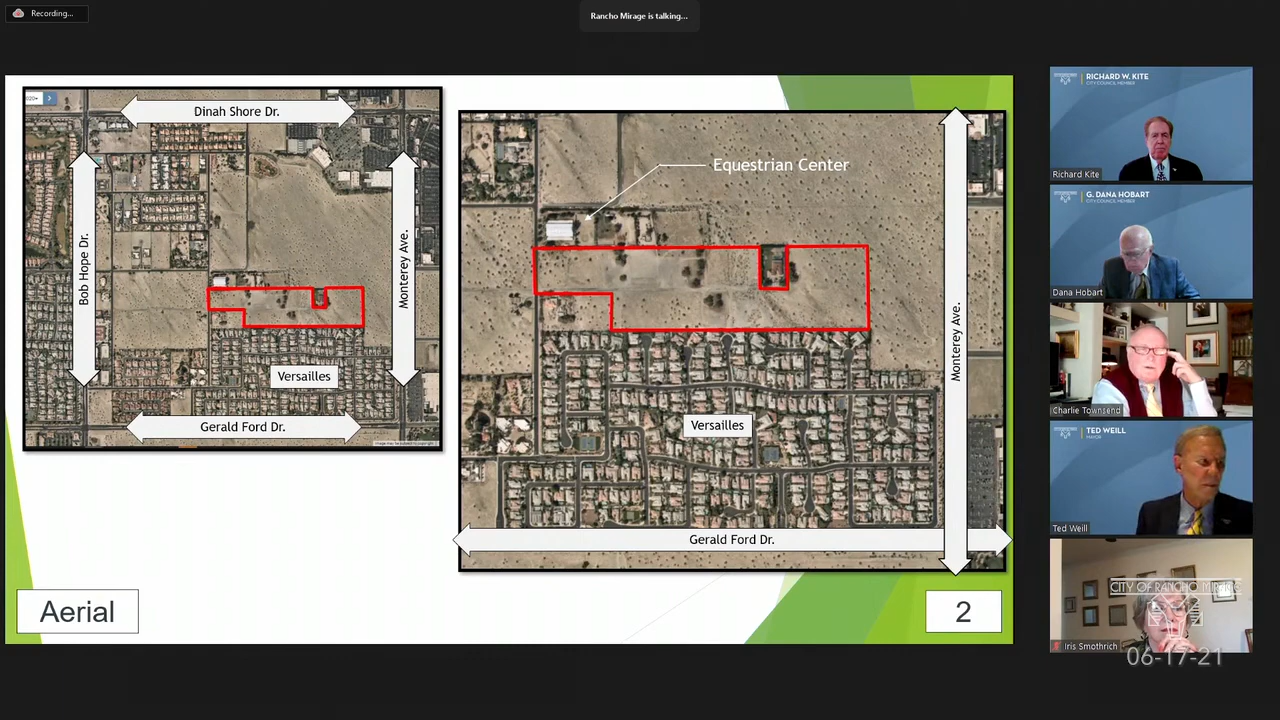 Recording...
Rancho Mirage is talking...
Dinah Shore Dr.
Bob Hope Dr.
Monterey Ave.
Versailles
Gerald Ford Dr.
Equestrian Center
Monterey Ave.
Versailles
Gerald Ford Dr.
Aerial
2
RICHARD W. KITE
CITY COUNCIL MEMBER
Richard Kite
G. DANA HOBART
CITY COUNCIL MEMBER
Dana Hobart
Charlie Townsend
TED WEILL
MAYOR
Ted Weill
CITY OF RANCHO MIRAGE
Iris Smothrich
06-17-21